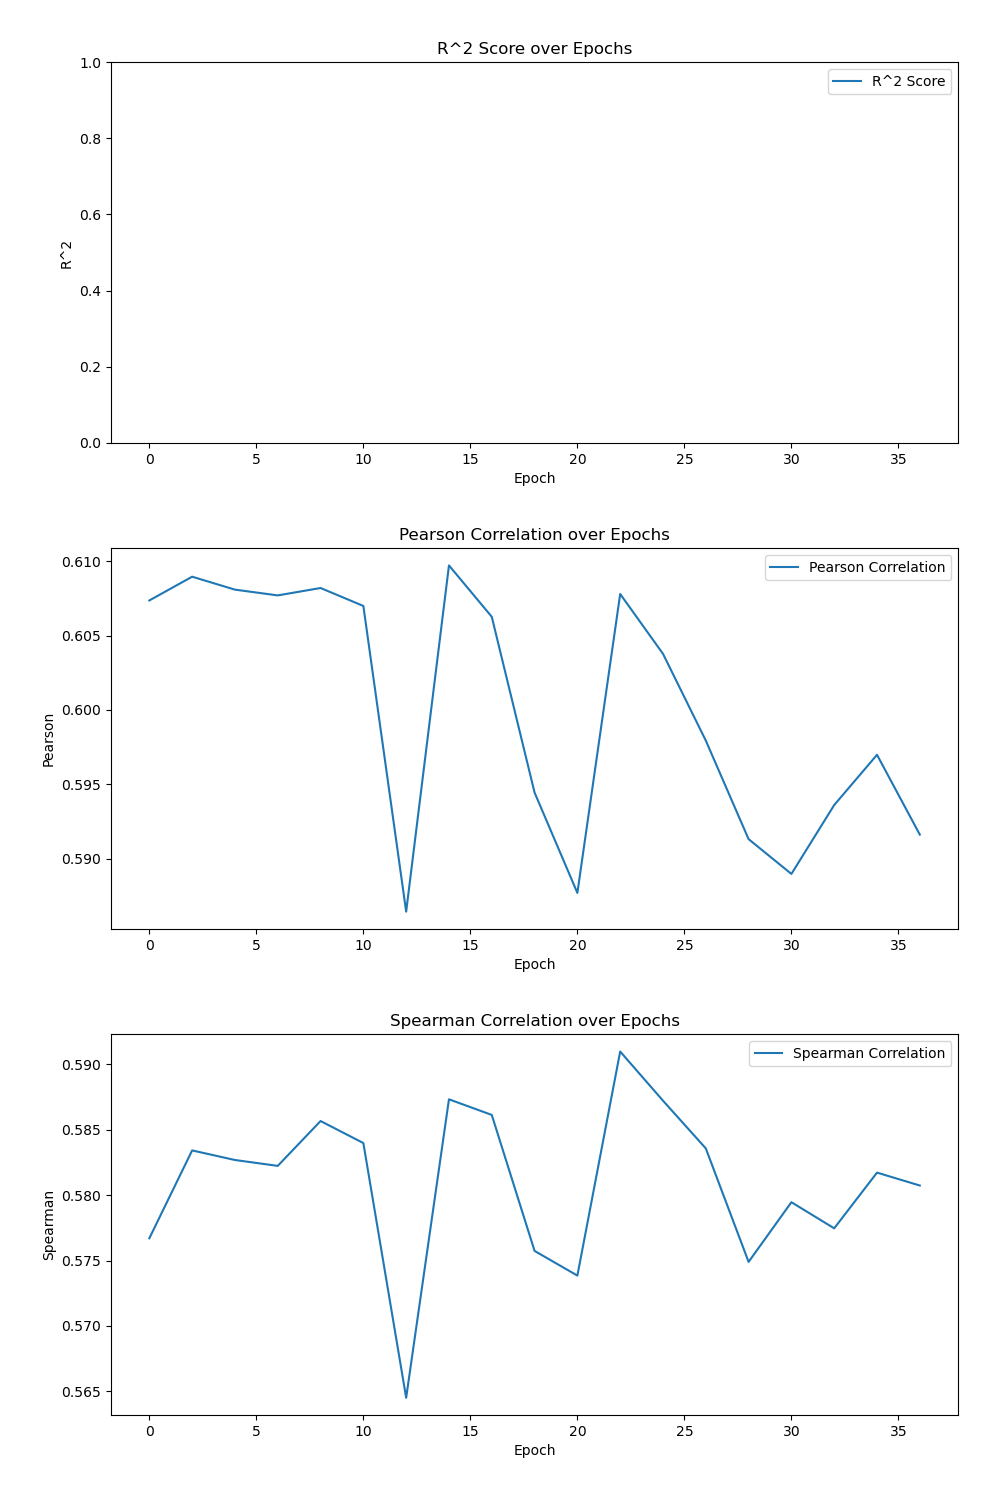 R^2 Score over Epochs
R^2 Score
1.0
0.8
0.6
0.4
0.2
0.0
R^2
0 5 10 15 20 25 30 35
Epoch
Pearson Correlation over Epochs
Pearson Correlation
0.610
0.605
0.600
0.595
0.590
Pearson
0 5 10 15 20 25 30 35
Epoch
Spearman Correlation over Epochs
Spearman Correlation
0.590
0.585
0.580
0.575
0.570
0.565
Spearman
0 5 10 15 20 25 30 35
Epoch